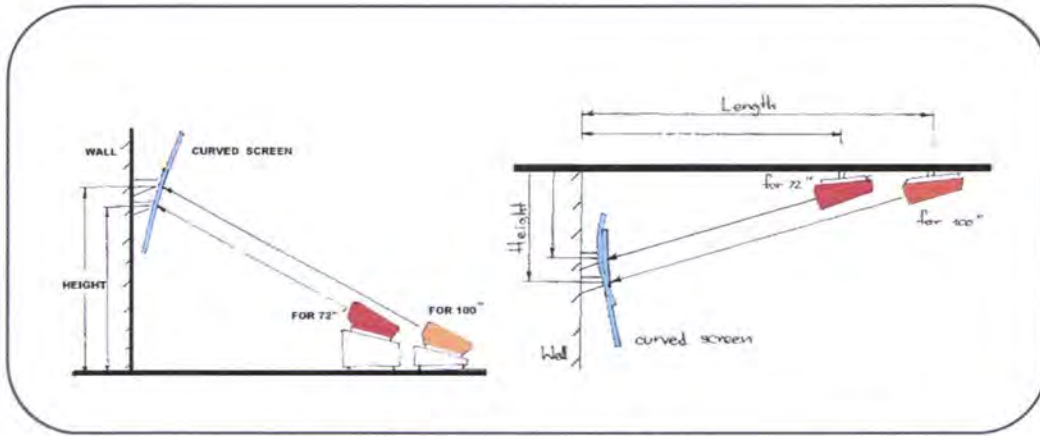 WALL
CURVED SCREEN
HEIGHT
FOR 72"
FOR 100"
Length
for 72"
for 100"
Height
Wall
curved screen